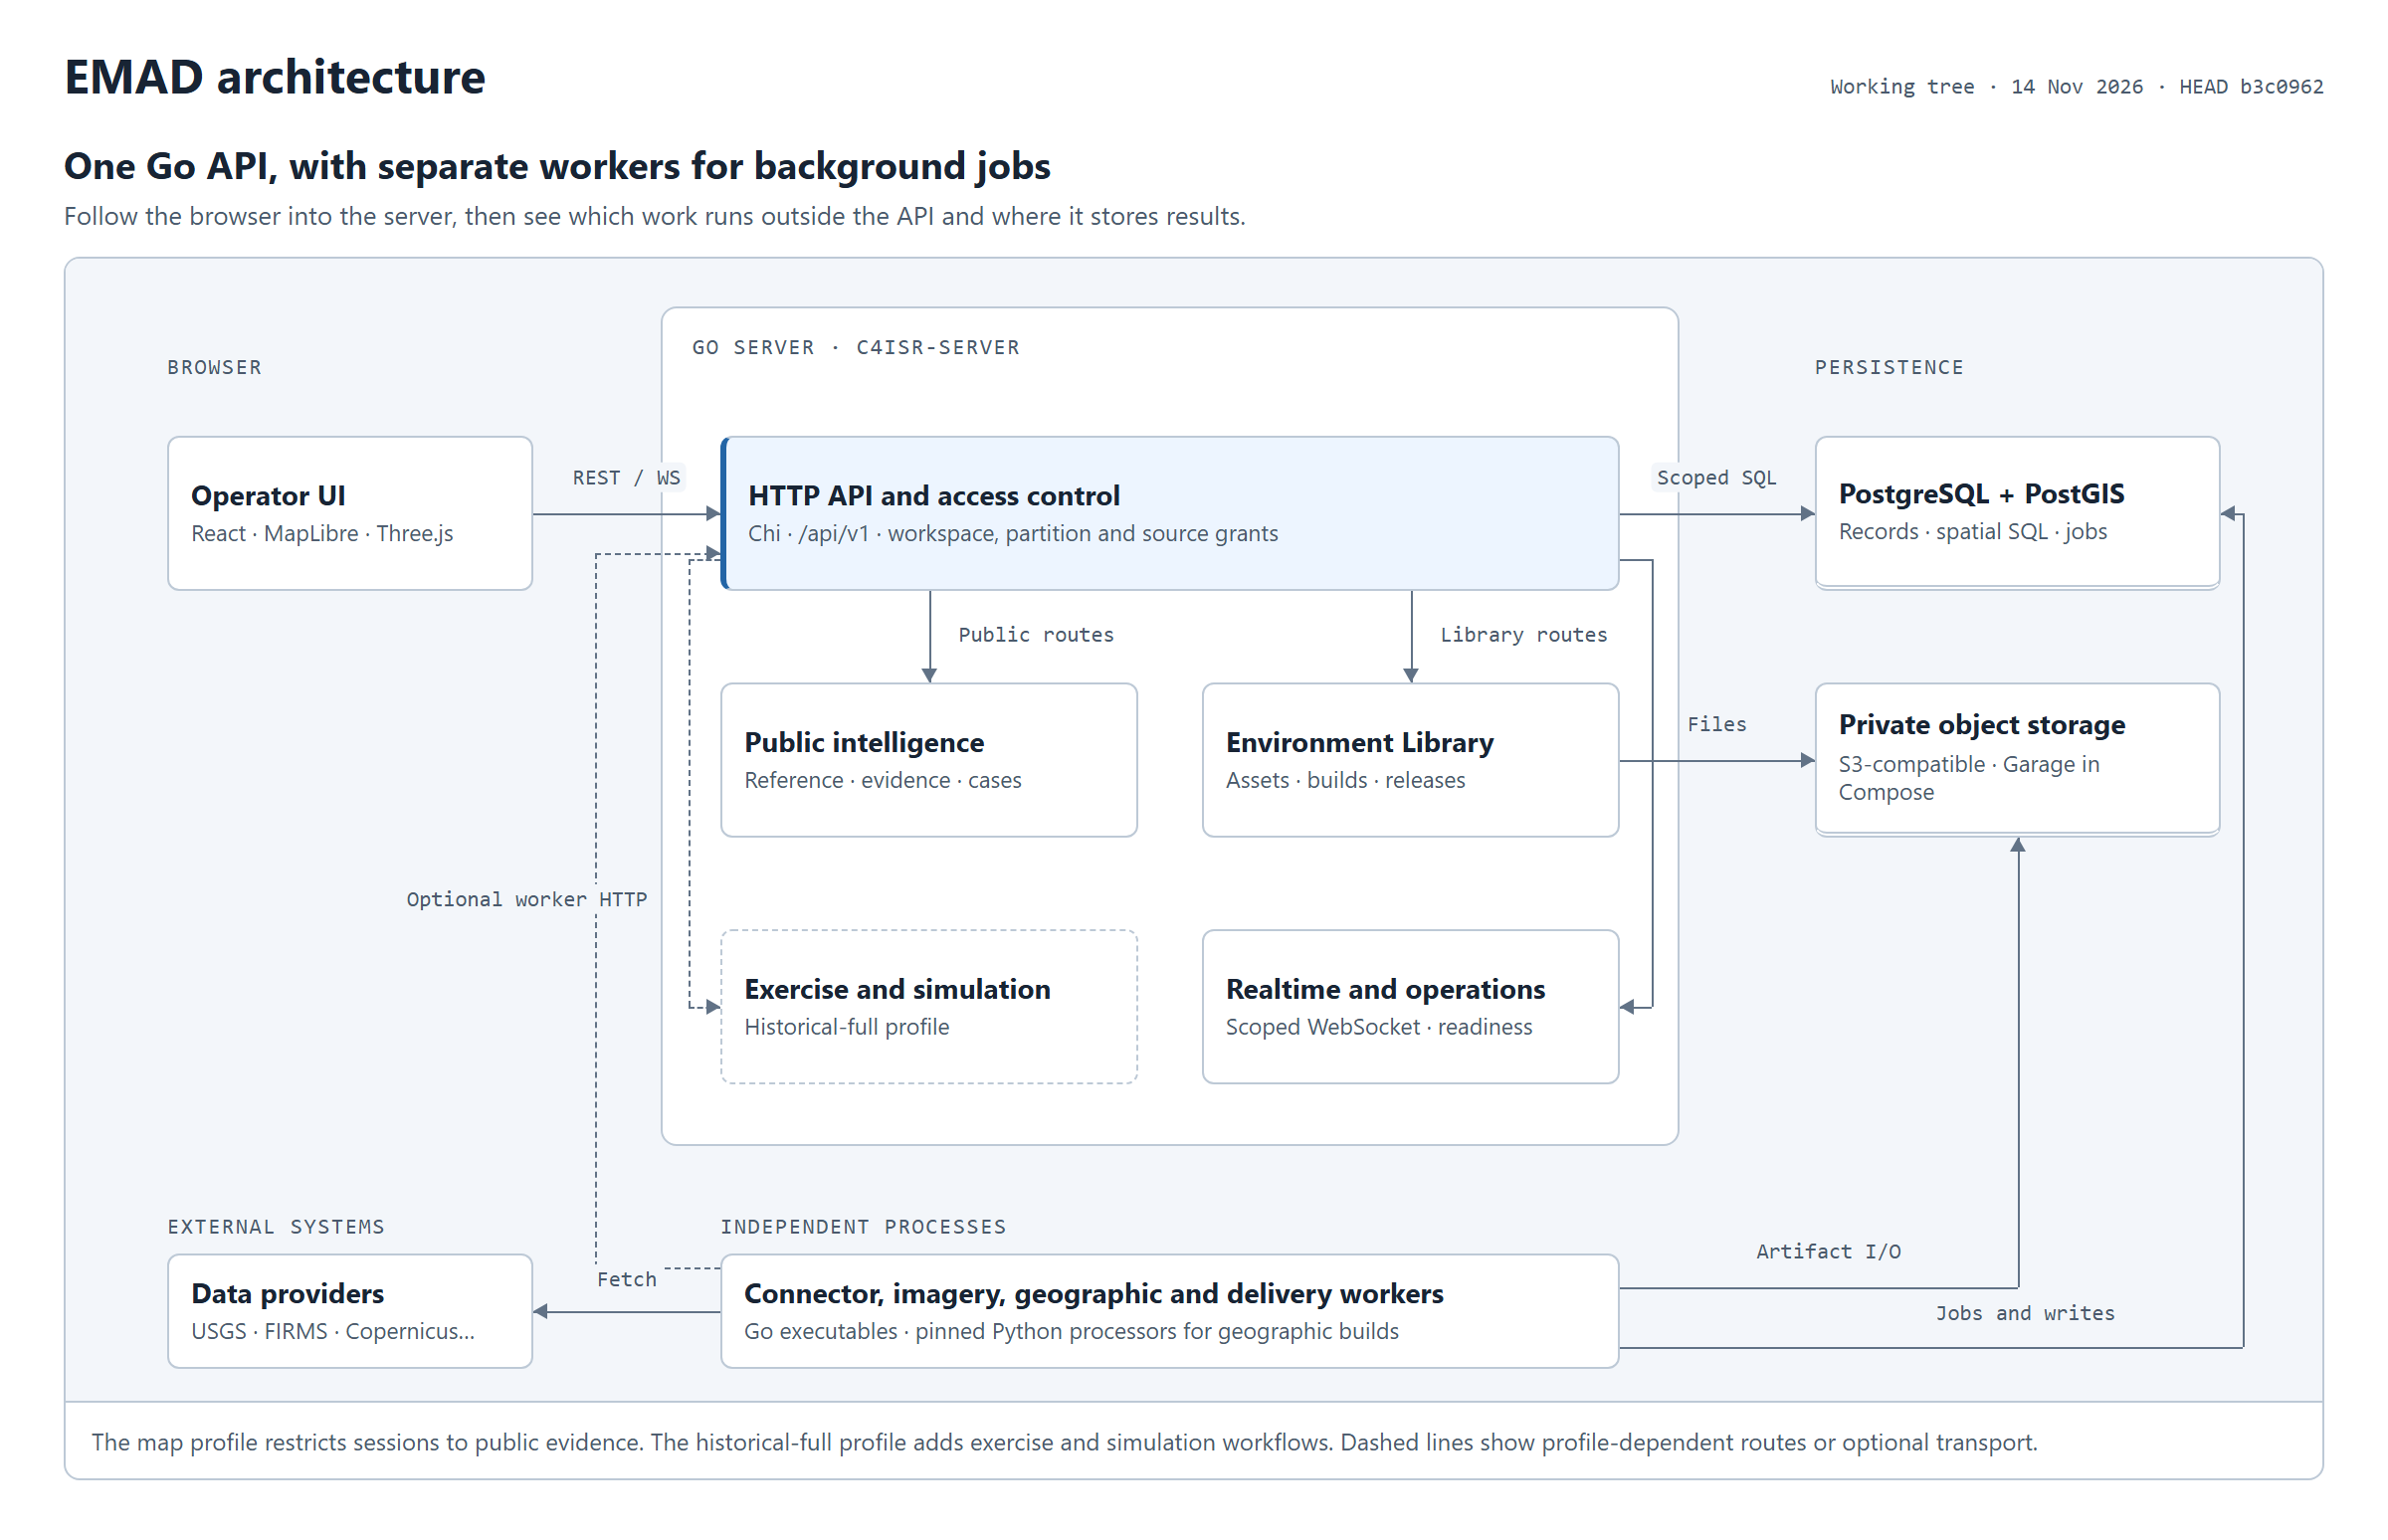 EMAD architecture
Working tree · 14 Nov 2026 · HEAD b3c0962
One Go API, with separate workers for background jobs
Follow the browser into the server, then see which work runs outside the API and where it stores results.
GO SERVER · C4ISR-SERVER
BROWSER
PERSISTENCE
Operator UI
React · MapLibre · Three.js
REST / WS
HTTP API and access control
Chi · /api/v1 · workspace, partition and source grants
Scoped SQL
PostgreSQL + PostGIS
Records · spatial SQL · jobs
Public routes
Library routes
Public intelligence
Reference · evidence · cases
Environment Library
Assets · builds · releases
Files
Private object storage
S3-compatible · Garage in
Compose
Optional worker HTTP
Exercise and simulation
Historical-full profile
Realtime and operations
Scoped WebSocket · readiness
EXTERNAL SYSTEMS
INDEPENDENT PROCESSES
Data providers
USGS · FIRMS · Copernicus...
Fetch
Connector, imagery, geographic and delivery workers
Go executables · pinned Python processors for geographic builds
Artifact I/O
Jobs and writes
The map profile restricts sessions to public evidence. The historical-full profile adds exercise and simulation workflows. Dashed lines show profile-dependent routes or optional transport.